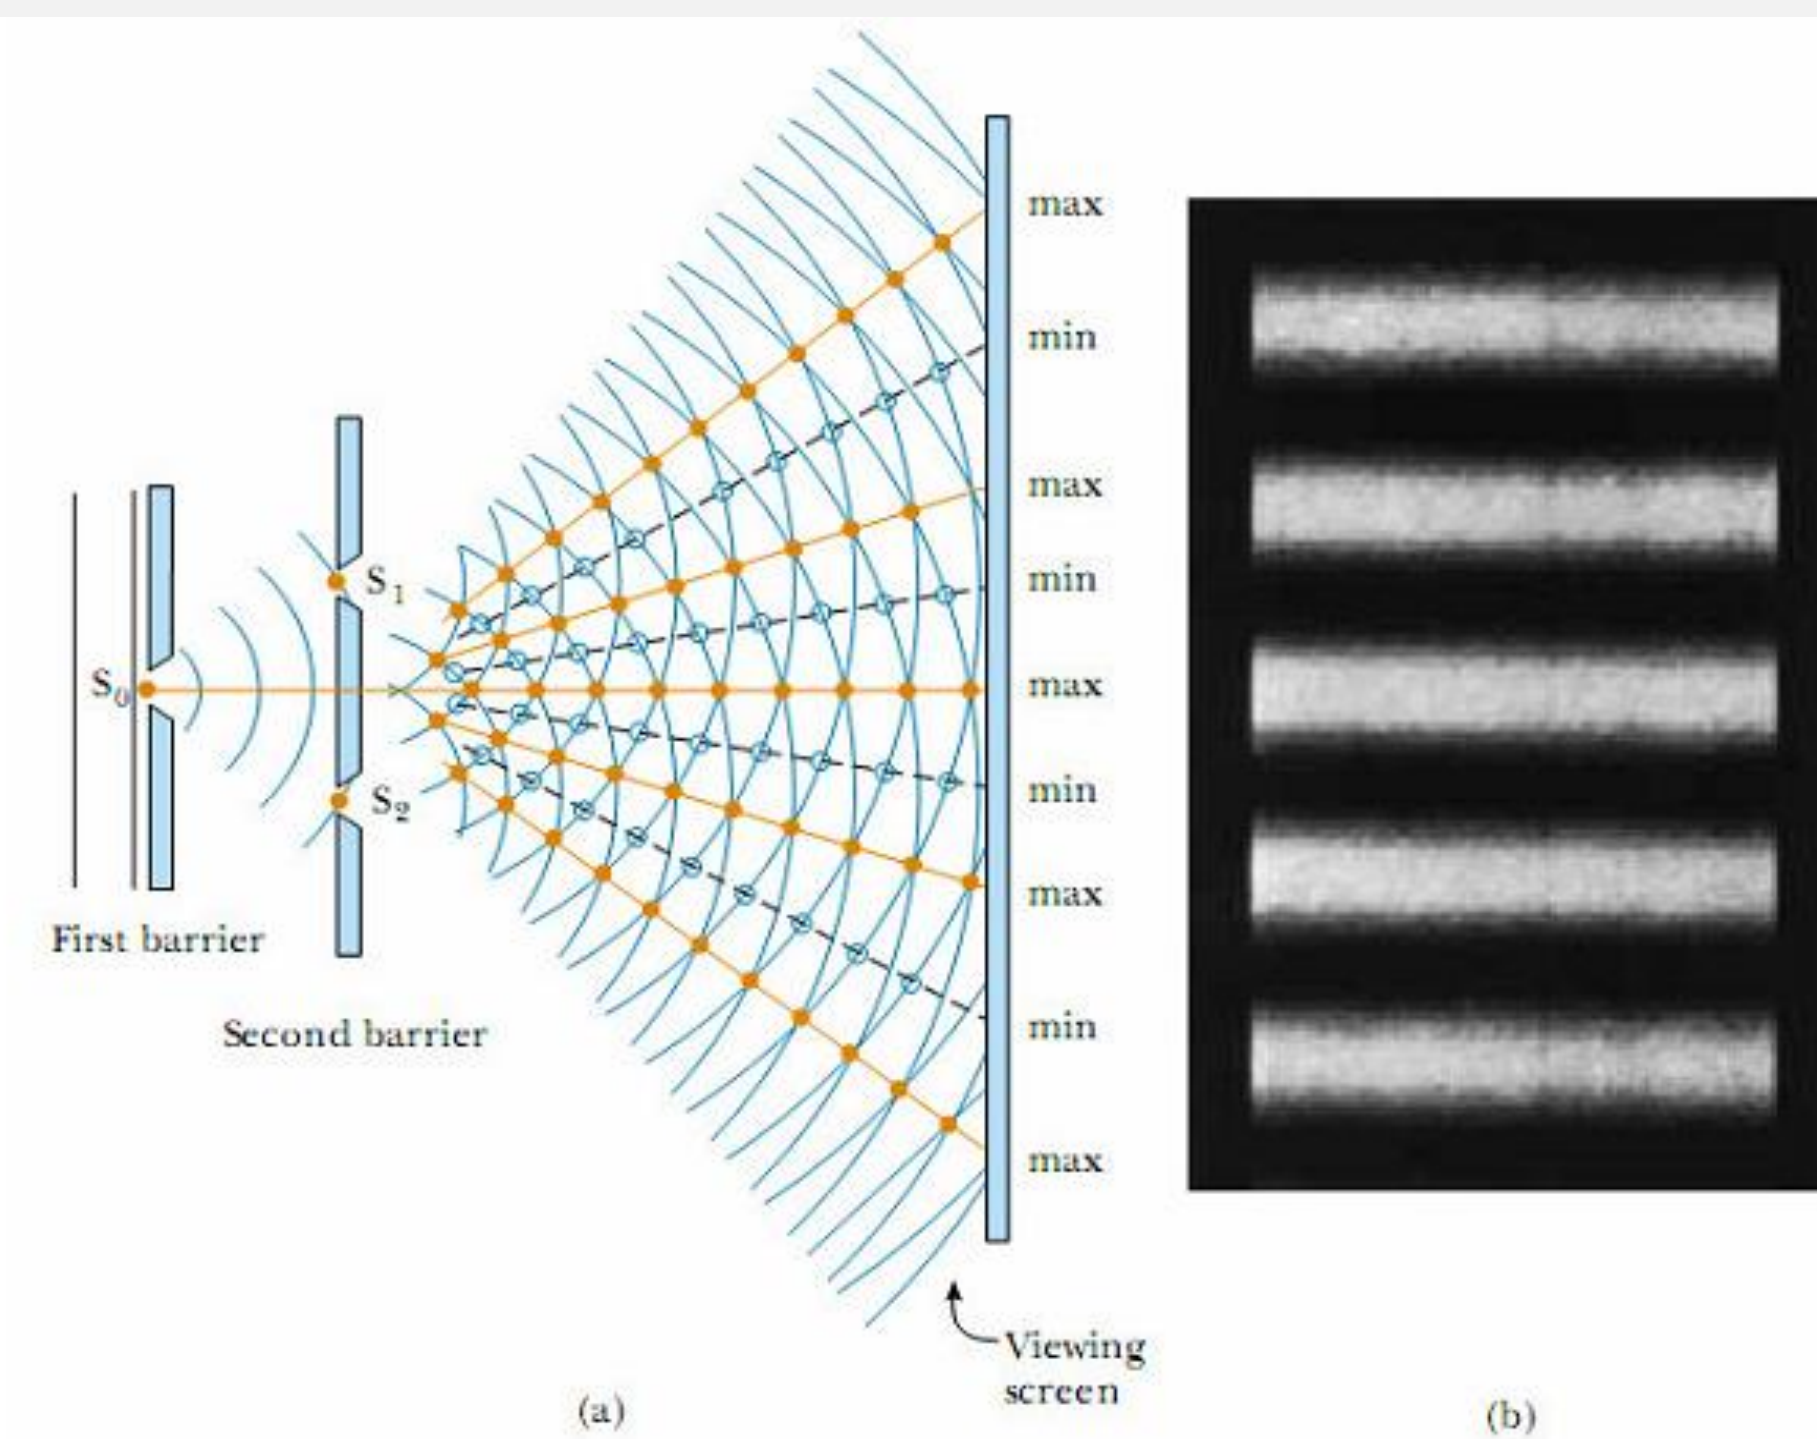 max
min
max
S₁
min
S₀
max
min
S₂
max
First barrier
min
Second barrier
max
Viewing
screen
(a)
(b)